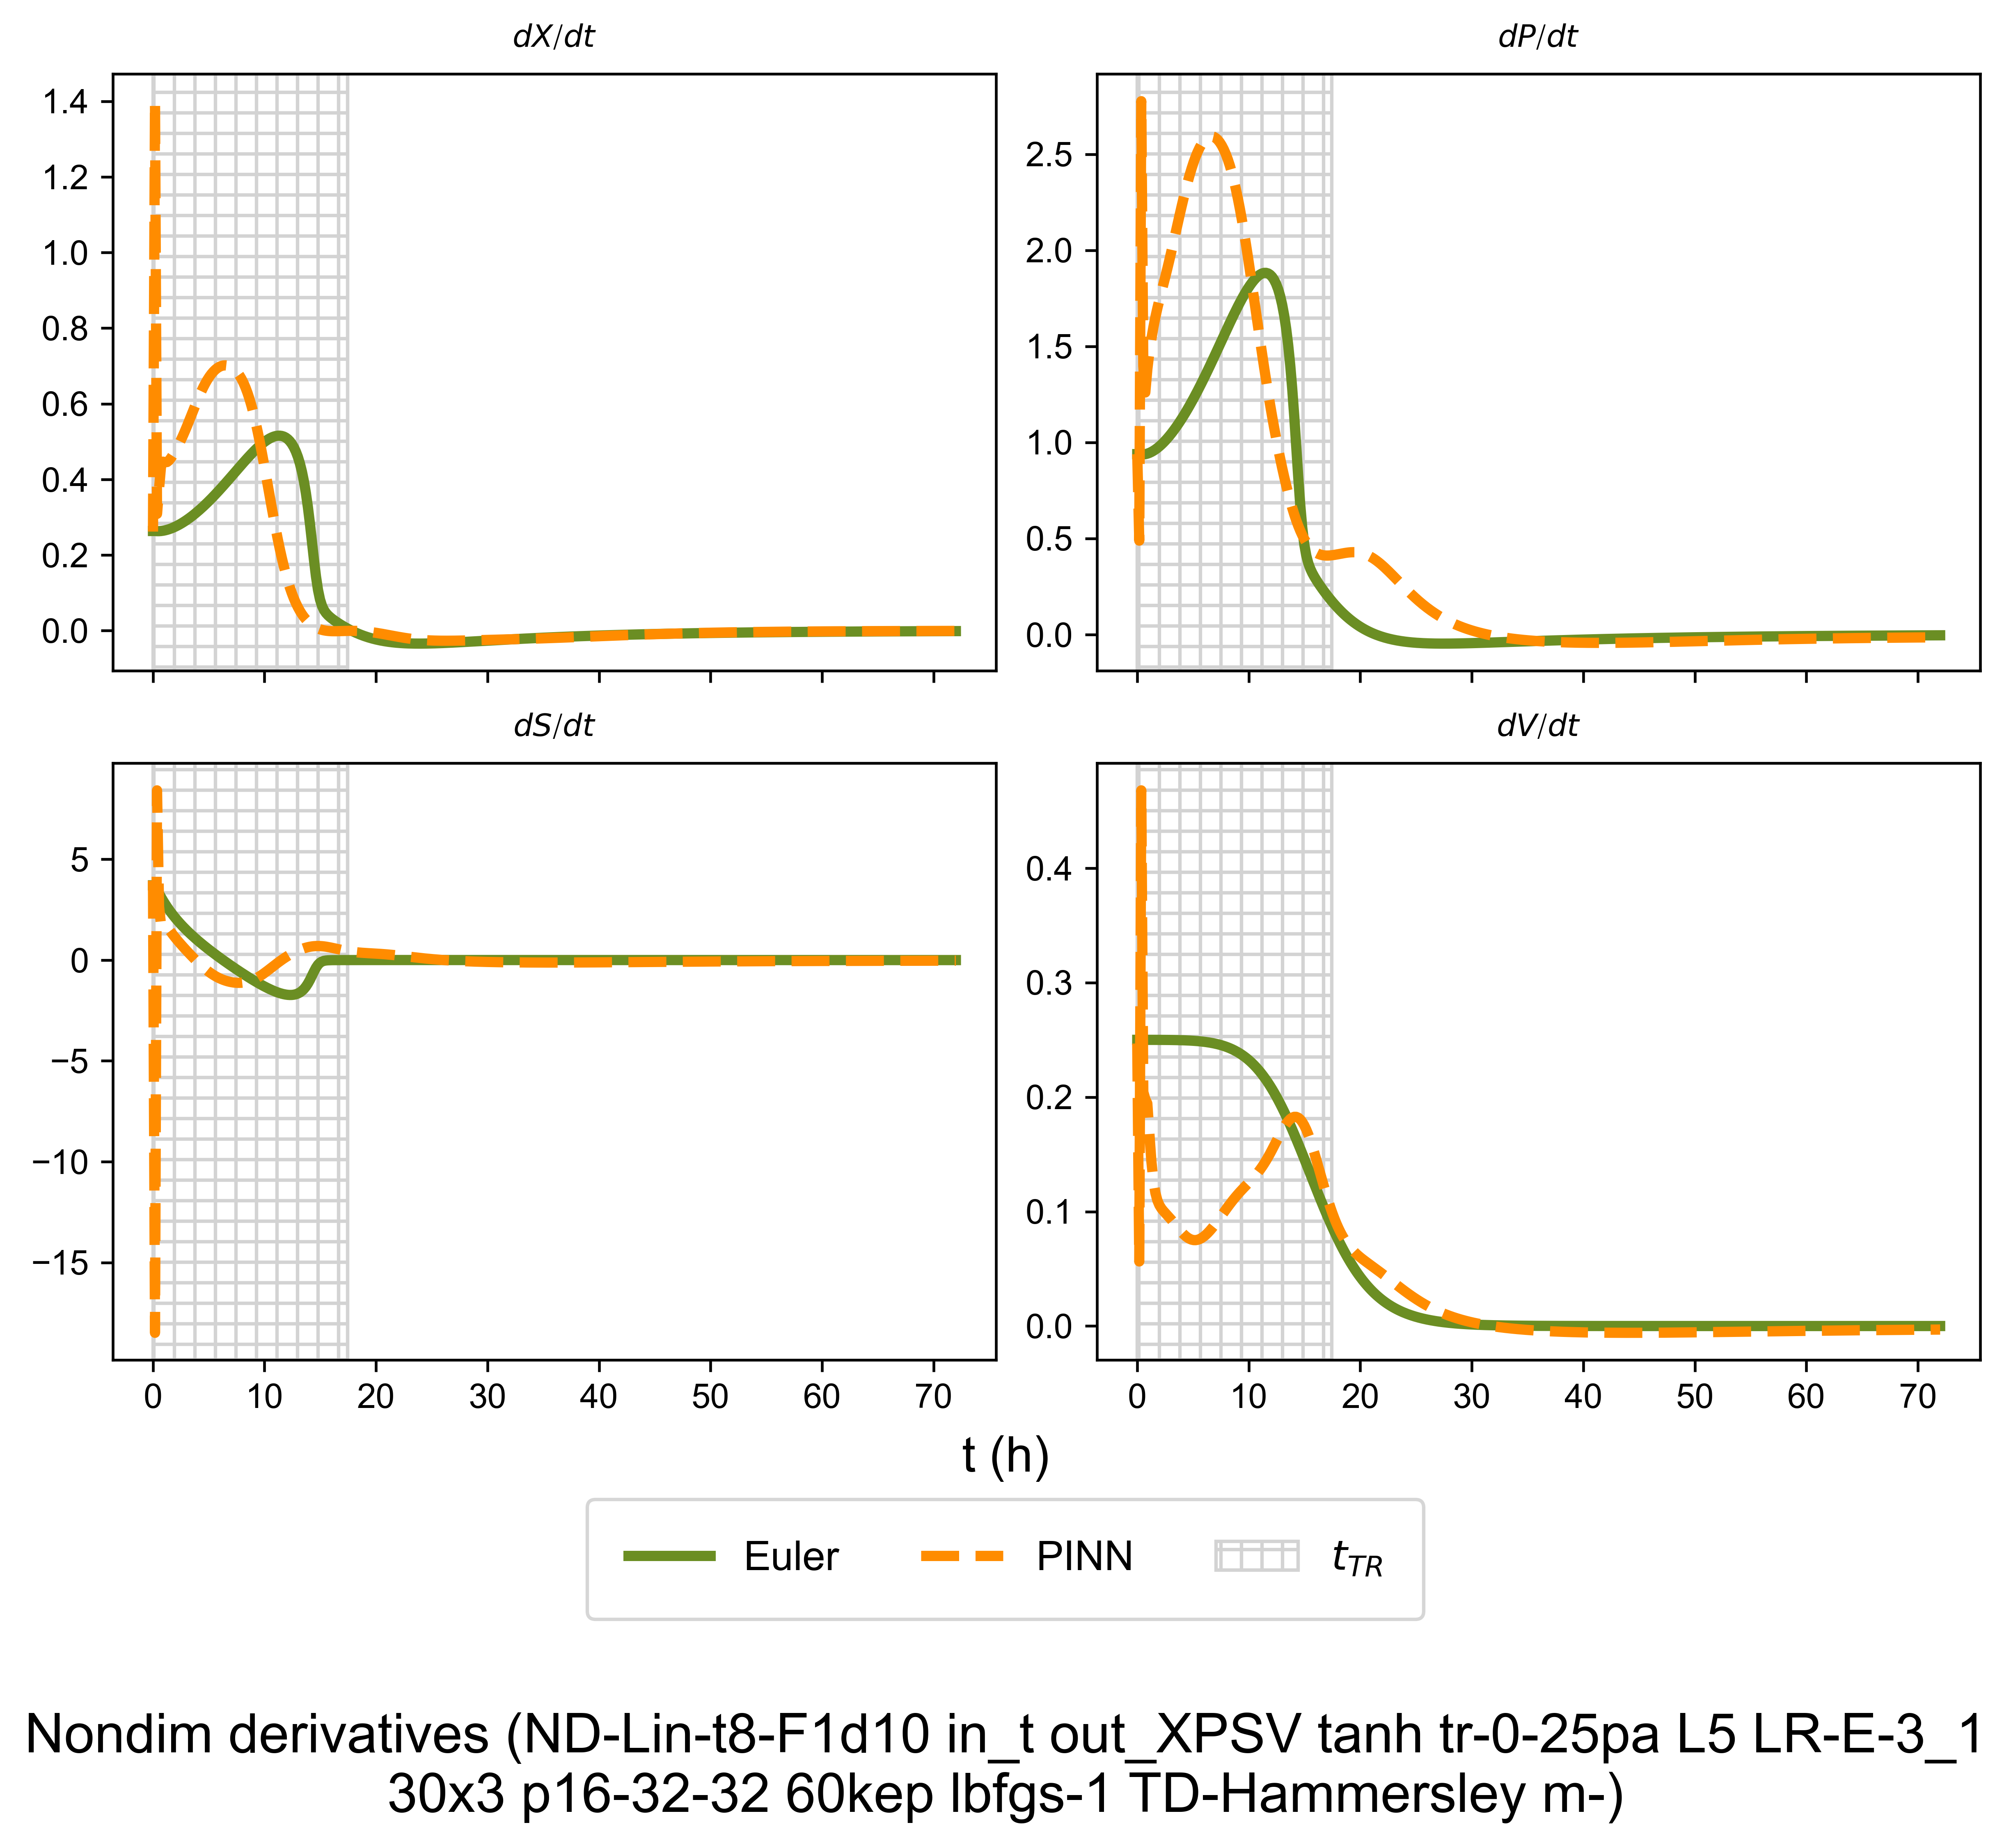 dX/dt
dP/dt
1.4
1.2
1.0
0.8
0.6
0.4
0.2
0.0
2.5
2.0
1.5
1.0
0.5
0.0
dS/dt
dV/dt
5
0
−5
−10
−15
0.4
0.3
0.2
0.1
0.0
0 10 20 30 40 50 60 70
0 10 20 30 40 50 60 70
t (h)
Euler PINN t_TR
Nondim derivatives (ND-Lin-t8-F1d10 in_t out_XPSV tanh tr-0-25pa L5 LR-E-3_1
30x3 p16-32-32 60kep lbfgs-1 TD-Hammersley m-)